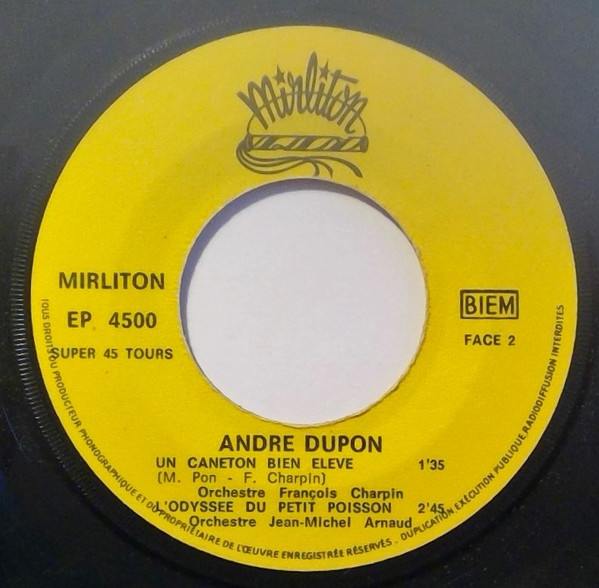 mirliton
MIRLITON
EP. 4500
SUPER 45 TOURS
BIEM
FACE 2
ANDRE DUPON
UN CANETON BIEN ELEVE 1'35
(M. Pon - F. Charpin)
Orchestre François Charpin
L'ODYSSEE DU PETIT POISSON 2'45
Orchestre Jean-Michel Arnaud
TOUS DROITS DU PRODUCTEUR PHONOGRAPHIQUE ET DU PROPRIÉTAIRE DE L'ŒUVRE ENREGISTRÉE RÉSERVÉS - DUPLICATION EXÉCUTION PUBLIQUE, RADIODIFFUSION INTERDITES